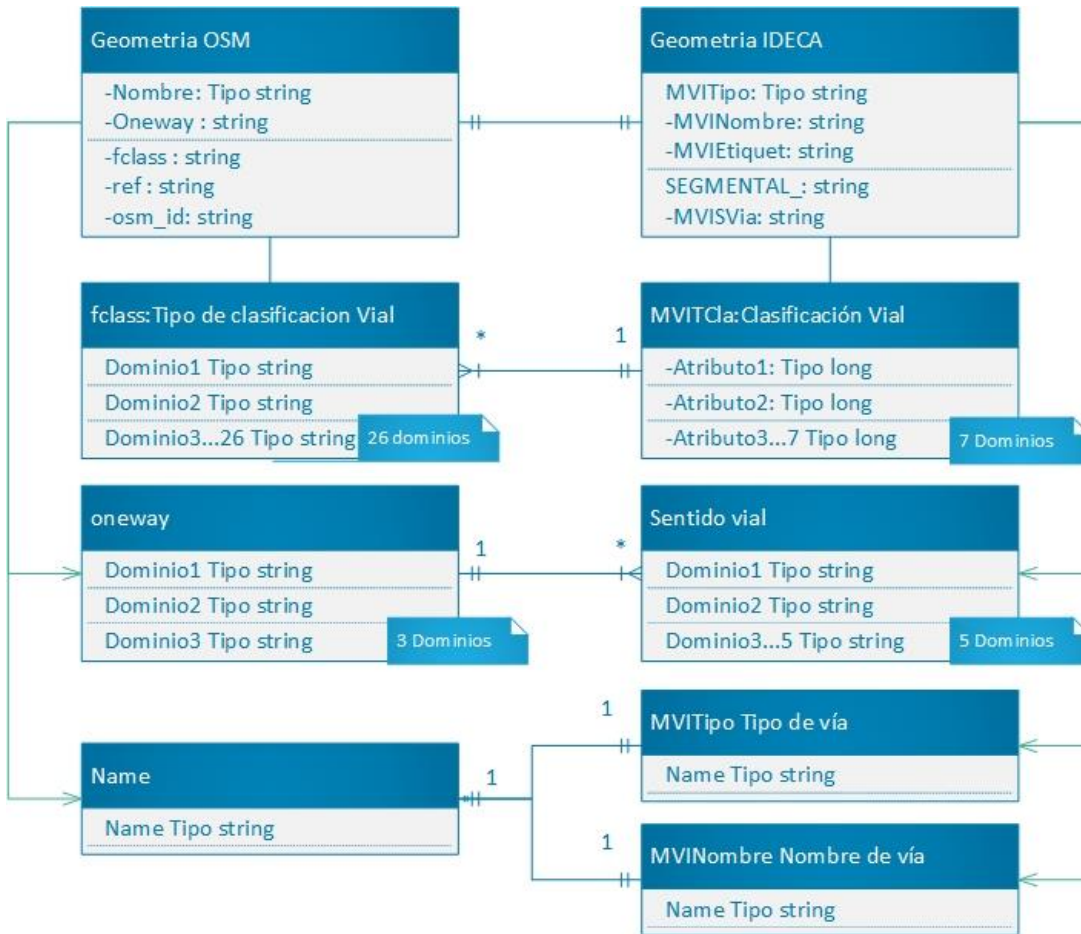 Geometria OSM
-Nombre: Tipo string
-Oneway : string
-fclass : string
-ref : string
-osm_id: string
Geometria IDECA
MVITipo: Tipo string
-MVINombre: string
-MVIEtiquet: string
SEGMENTAL_: string
-MVISVia: string
fclass:Tipo de clasificacion Vial
Dominio1 Tipo string
Dominio2 Tipo string
Dominio3...26 Tipo string
26 dominios
*
1
MVITCla:Clasificación Vial
-Atributo1: Tipo long
-Atributo2: Tipo long
-Atributo3...7 Tipo long
7 Dominios
oneway
Dominio1 Tipo string
Dominio2 Tipo string
Dominio3 Tipo string
3 Dominios
1
*
Sentido vial
Dominio1 Tipo string
Dominio2 Tipo string
Dominio3...5 Tipo string
5 Dominios
Name
Name Tipo string
1
1
MVITipo Tipo de vía
Name Tipo string
1
MVINombre Nombre de vía
Name Tipo string